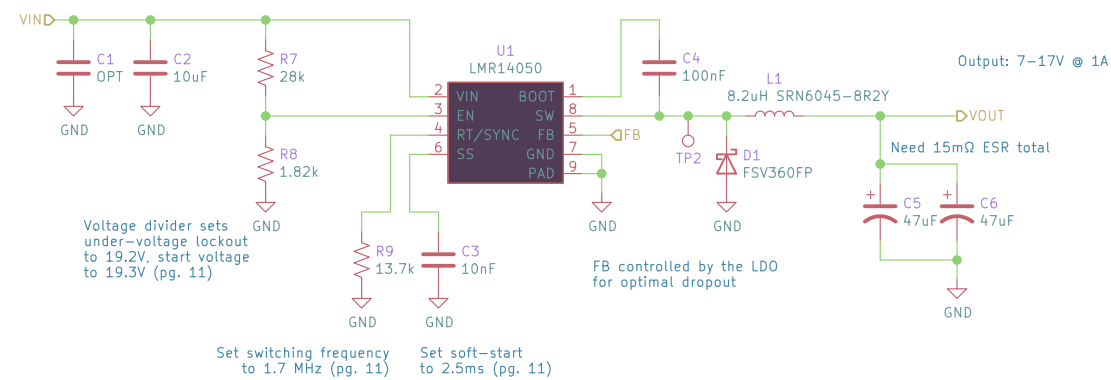 VIN
C1
OPT
GND
C2
10uF
GND
R7
28k
R8
1.82k
GND
U1
LMR14050
2 VIN
3 EN
4 RT/SYNC
6 SS
BOOT 1
SW 8
FB 5
GND 7
PAD 9
FB
GND
C4
100nF
TP2
D1
FSV360FP
GND
L1
8.2uH SRN6045-8R2Y
Output: 7-17V @ 1A
VOUT
Need 15mΩ ESR total
+
C5
47uF
+
C6
47uF
GND
Voltage divider sets
under-voltage lockout
to 19.2V, start voltage
to 19.3V (pg. 11)
R9
13.7k
GND
C3
10nF
GND
FB controlled by the LDO
for optimal dropout
Set switching frequency
to 1.7 MHz (pg. 11)
Set soft-start
to 2.5ms (pg. 11)